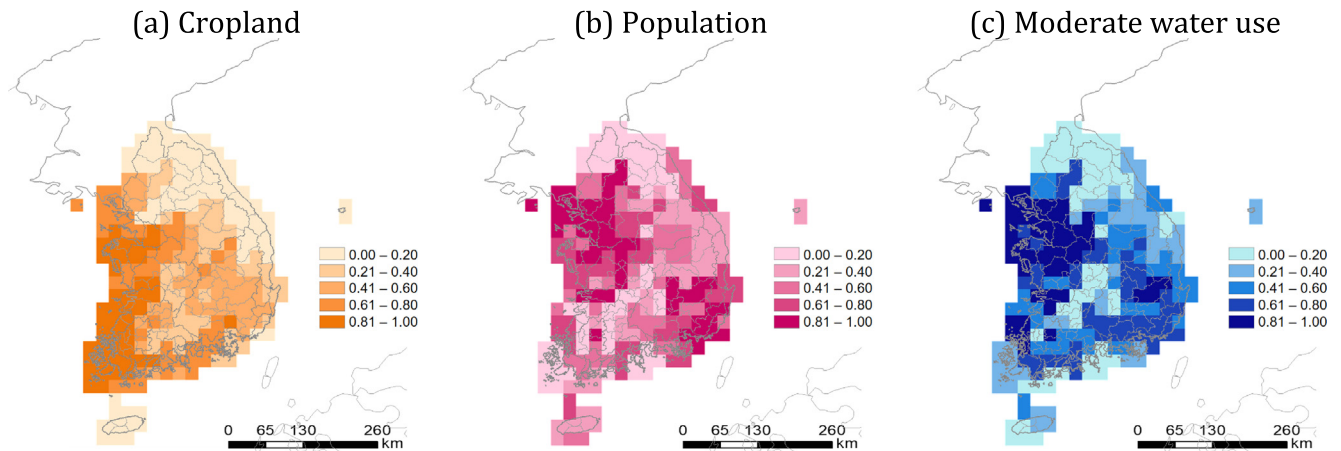 (a) Cropland
(b) Population
(c) Moderate water use
0.00 – 0.20
0.21 – 0.40
0.41 – 0.60
0.61 – 0.80
0.81 – 1.00
0 65 130 260
km
0.00 – 0.20
0.21 – 0.40
0.41 – 0.60
0.61 – 0.80
0.81 – 1.00
0 65 130 260
km
0.00 – 0.20
0.21 – 0.40
0.41 – 0.60
0.61 – 0.80
0.81 – 1.00
0 65 130 260
km